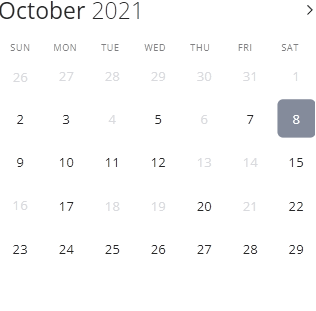 October 2021
SUN MON TUE WED THU FRI SAT
26 27 28 29 30 31 1
2 3 4 5 6 7 8
9 10 11 12 13 14 15
16 17 18 19 20 21 22
23 24 25 26 27 28 29